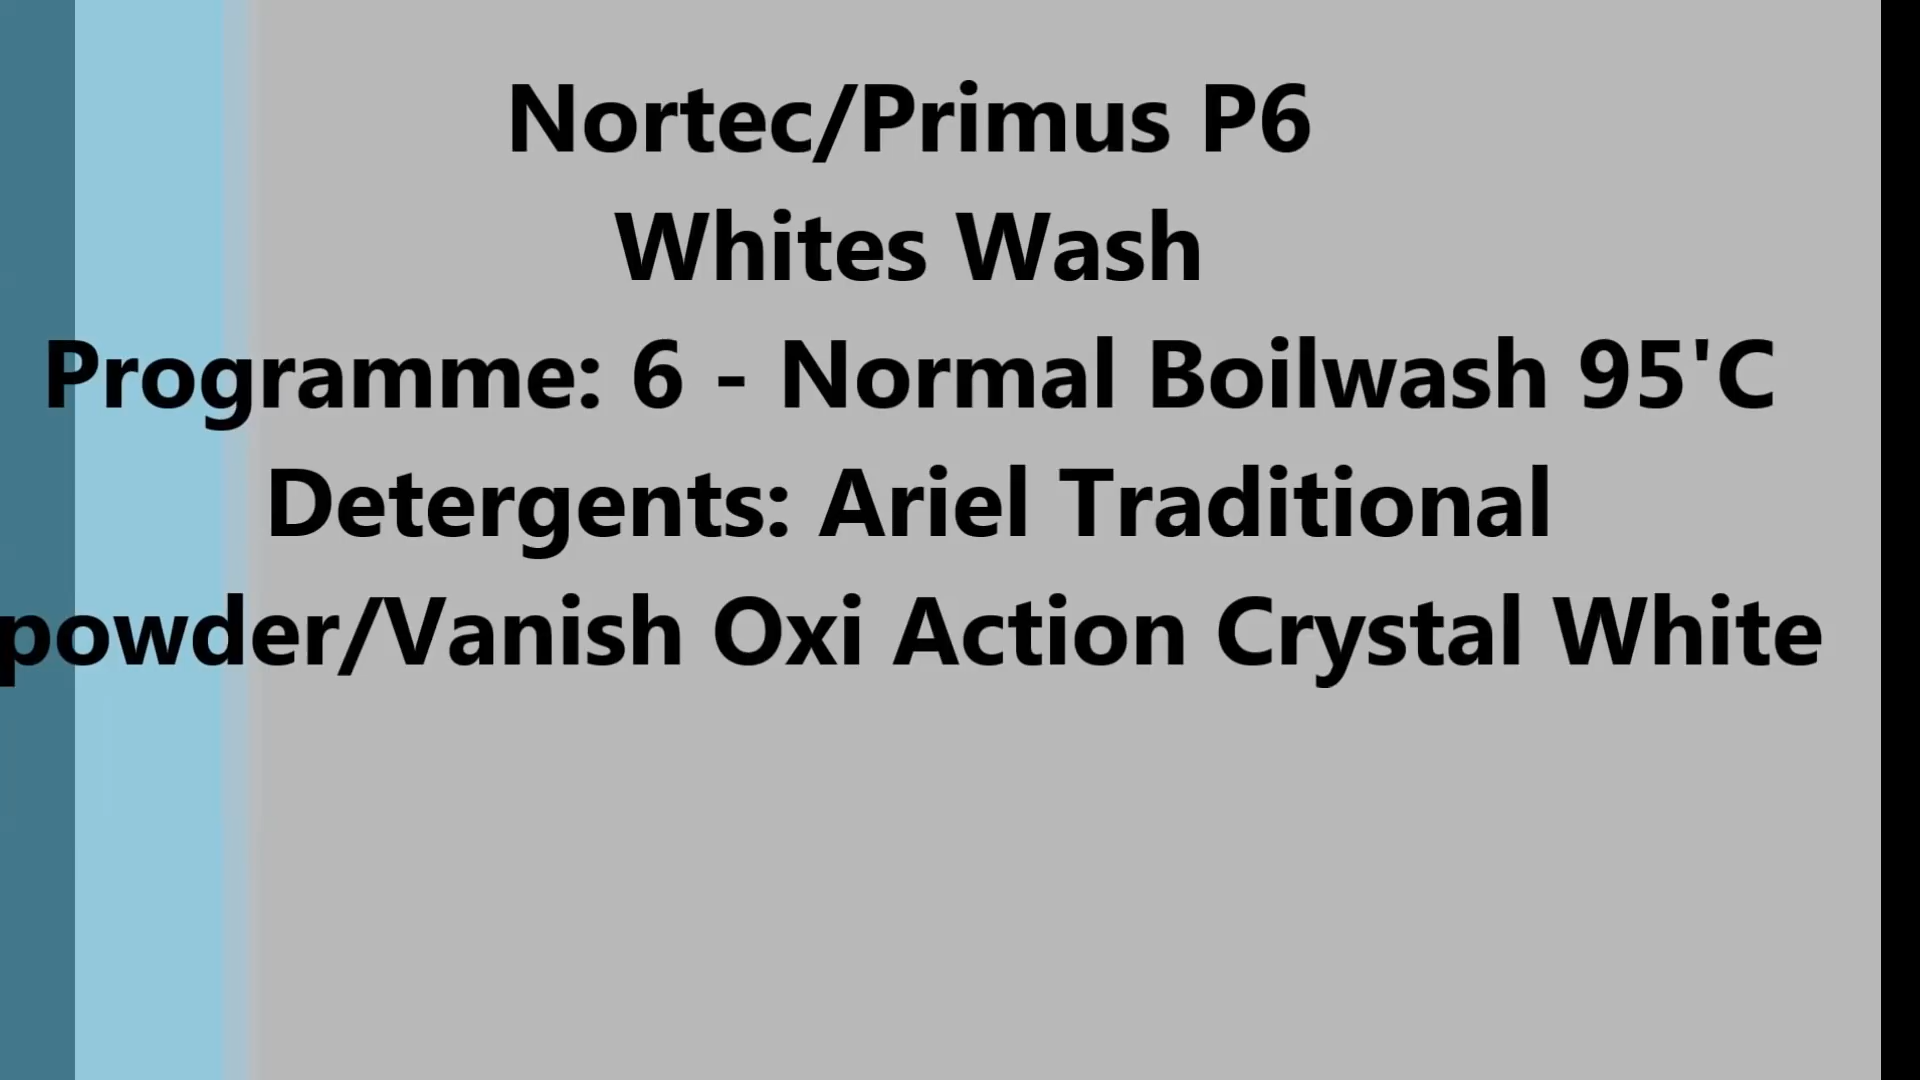 Nortec/Primus P6
Whites Wash
Programme: 6 - Normal Boilwash 95'C
Detergents: Ariel Traditional
powder/Vanish Oxi Action Crystal White